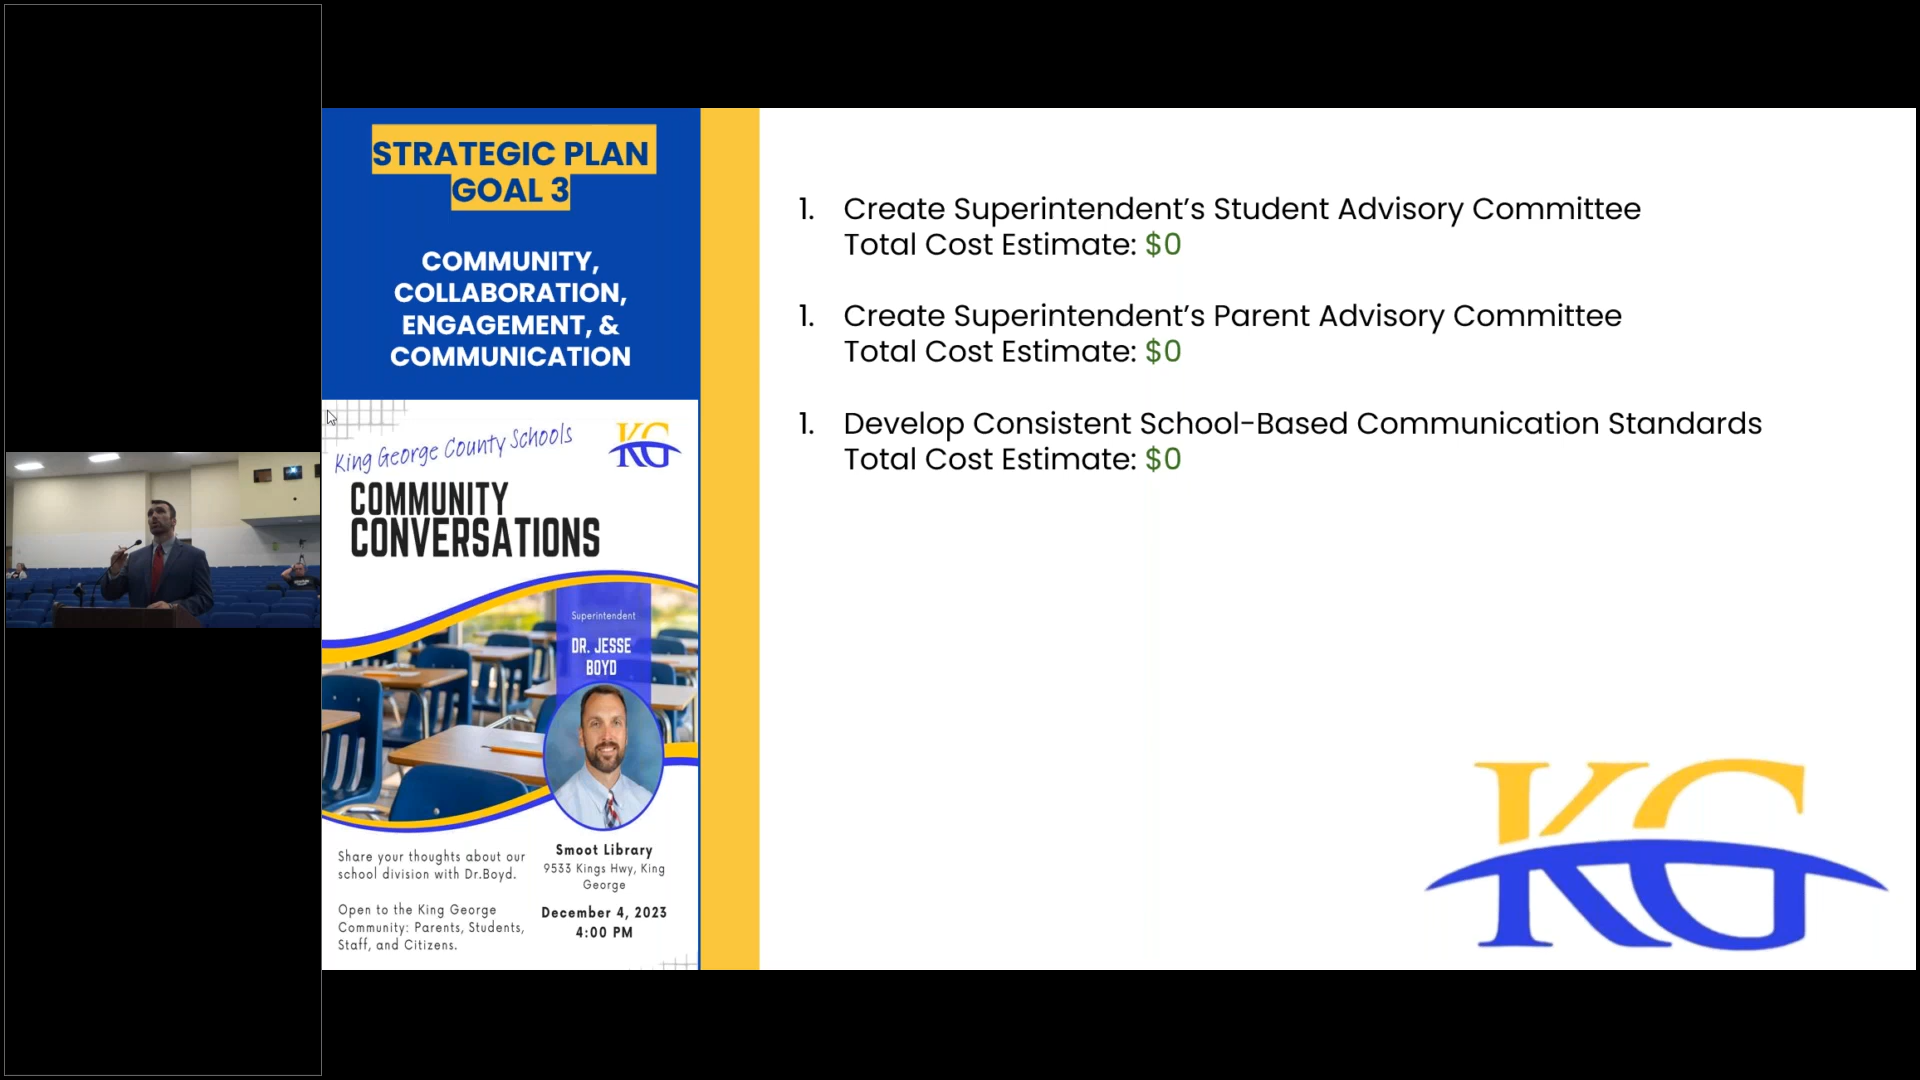 STRATEGIC PLAN
GOAL 3
COMMUNITY,
COLLABORATION,
ENGAGEMENT, &
COMMUNICATION
King George County Schools
KG
COMMUNITY
CONVERSATIONS
Superintendent
DR. JESSE
BOYD
Share your thoughts about our
school division with Dr.Boyd.
Open to the King George
Community: Parents, Students,
Staff, and Citizens.
Smoot Library
9533 Kings Hwy, King
George
December 4, 2023
4:00 PM
1. Create Superintendent’s Student Advisory Committee
Total Cost Estimate: $0
1. Create Superintendent’s Parent Advisory Committee
Total Cost Estimate: $0
1. Develop Consistent School-Based Communication Standards
Total Cost Estimate: $0
KG